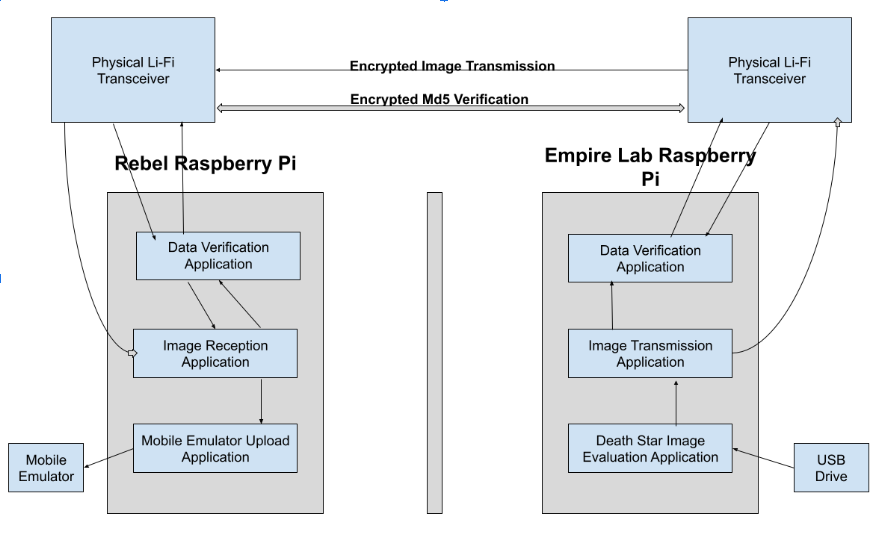 Physical Li-Fi
Transceiver
Encrypted Image Transmission
Encrypted Md5 Verification
Physical Li-Fi
Transceiver
Rebel Raspberry Pi
Empire Lab Raspberry
Pi
Data Verification
Application
Data Verification
Application
Image Reception
Application
Image Transmission
Application
Mobile Emulator
Mobile Emulator Upload
Application
Death Star Image
Evaluation Application
USB
Drive